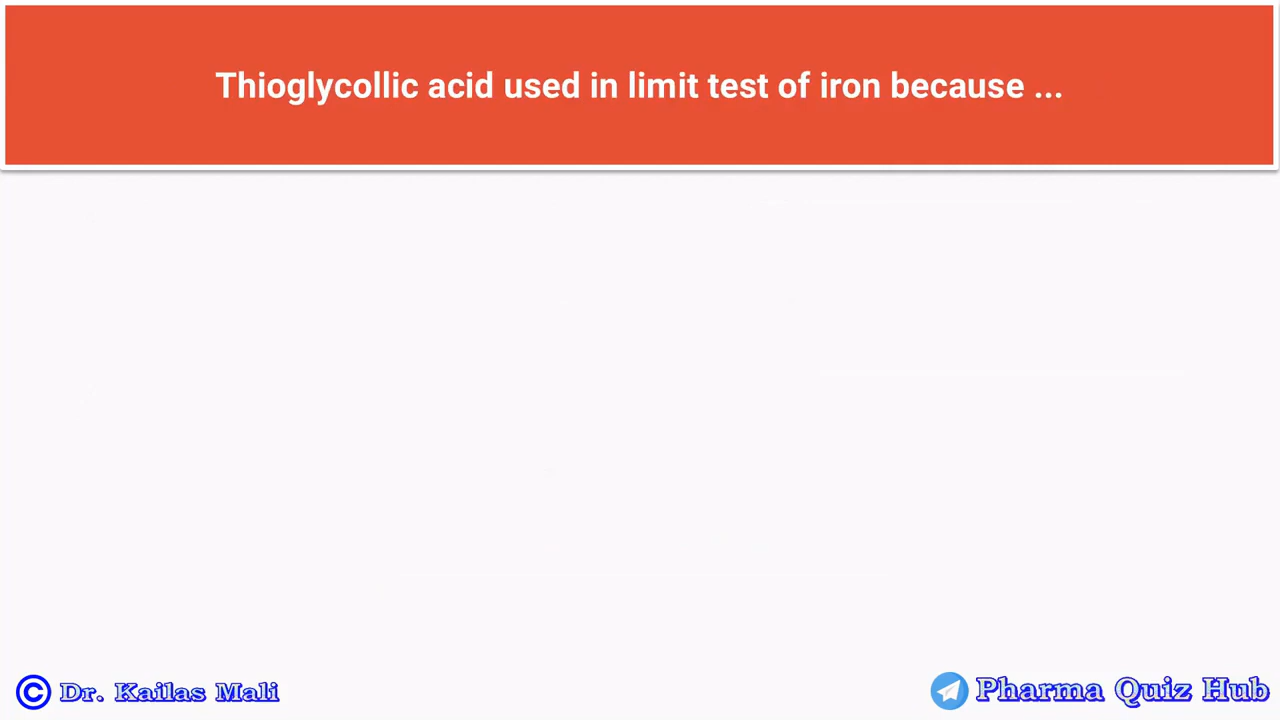 Thioglycollic acid used in limit test of iron because ...
© Dr. Kailas Mali
Pharma Quiz Hub